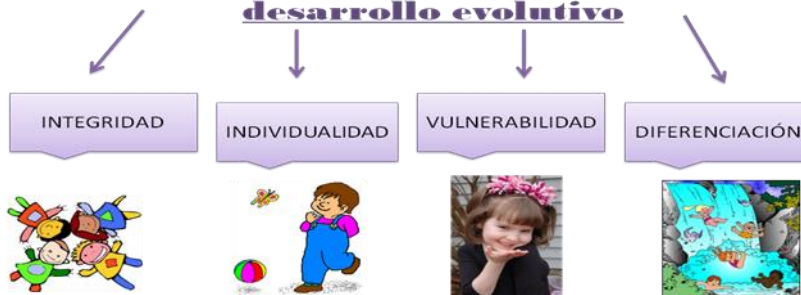 desarrollo evolutivo
INTEGRIDAD
INDIVIDUALIDAD
VULNERABILIDAD
DIFERENCIACIÓN